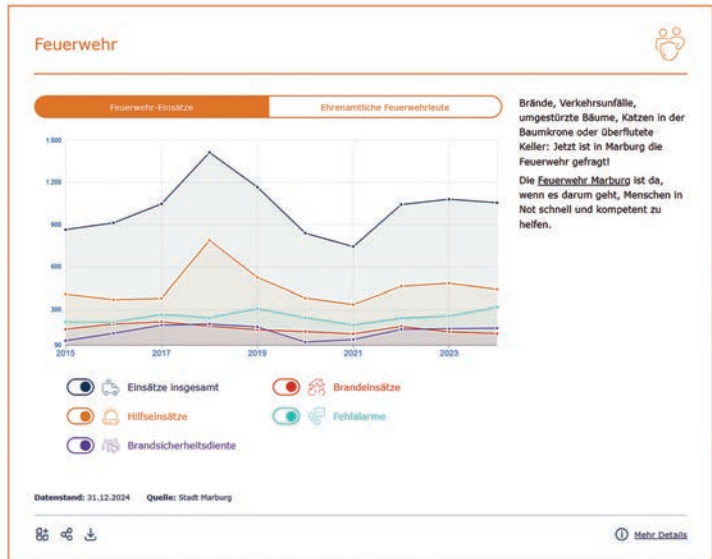 Feuerwehr
Feuerwehr-Einsätze
Ehrenamtliche Feuerwehrleute
Brände, Verkehrsunfälle,
umgestürzte Bäume, Katzen in der
Baumkrone oder überflutete
Keller: Jetzt ist in Marburg die
Feuerwehr gefragt!
Die Feuerwehr Marburg ist da,
wenn es darum geht, Menschen in
Not schnell und kompetent zu
helfen.
1.500
1.200
900
600
300
50
2015 2017 2019 2021 2023
Einsätze insgesamt
Brandeinsätze
Hilfseinsätze
Fehlalarme
Brandsicherheitsdiente
Datenstand: 31.12.2024 Quelle: Stadt Marburg
Mehr Details